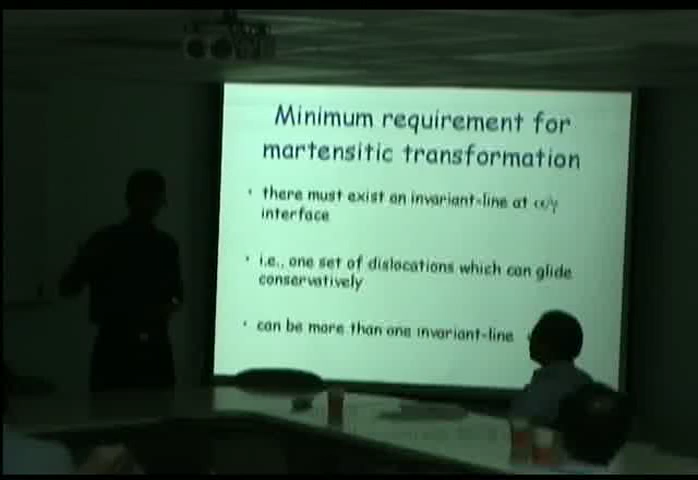 Minimum requirement for
martensitic transformation
• there must exist an invariant-line at α/γ
interface
• i.e., one set of dislocations which can glide
conservatively
• can be more than one invariant-line